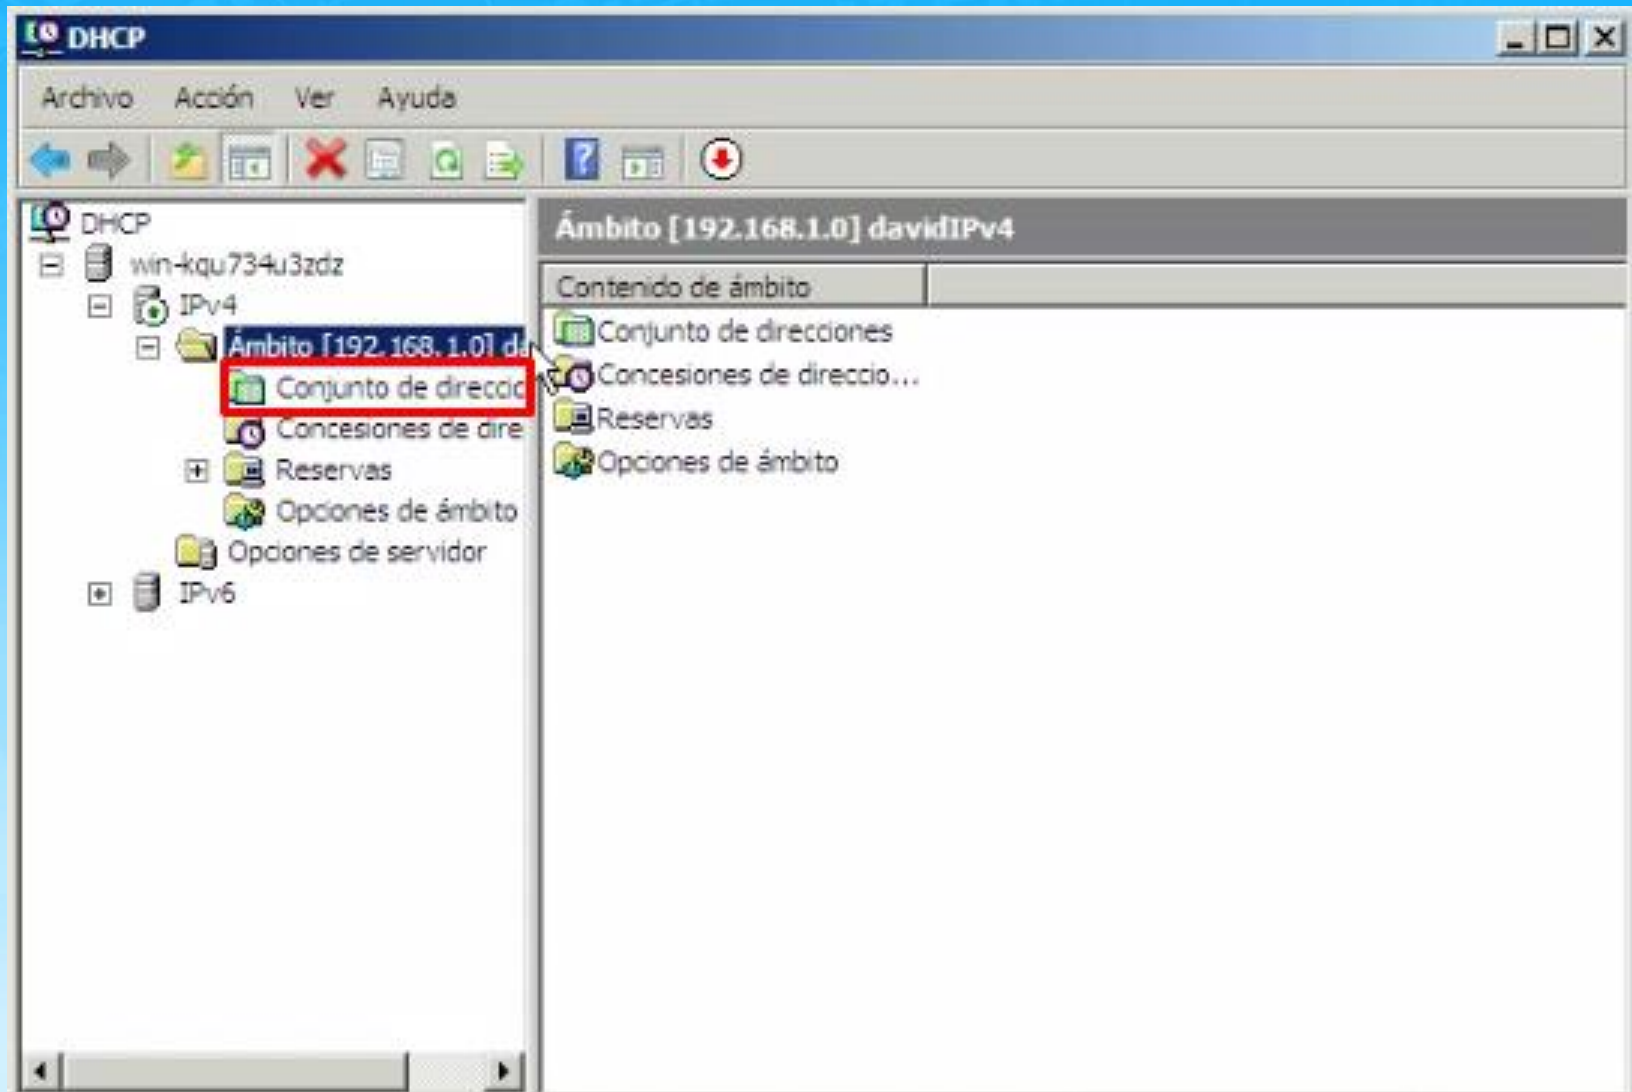 DHCP
Archivo Acción Ver Ayuda
DHCP
win-kqu734u3zdz
IPv4
Ámbito [192.168.1.0] da
Conjunto de direccio
Concesiones de dire
Reservas
Opciones de ámbito
Opciones de servidor
IPv6
Ámbito [192.168.1.0] davidIPv4
Contenido de ámbito
Conjunto de direcciones
Concesiones de direccio...
Reservas
Opciones de ámbito